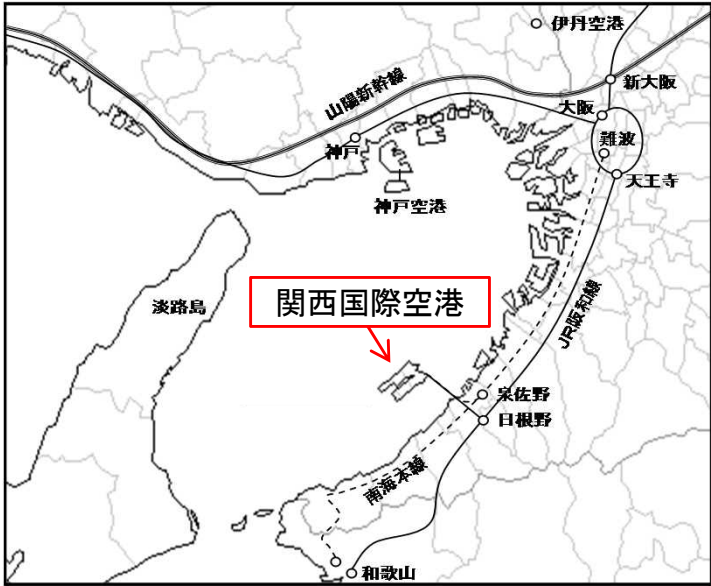 伊丹空港
新大阪
山陽新幹線
大阪
難波
神戸
天王寺
神戸空港
関西国際空港
淡路島
JR阪和線
泉佐野
日根野
南海本線
和歌山